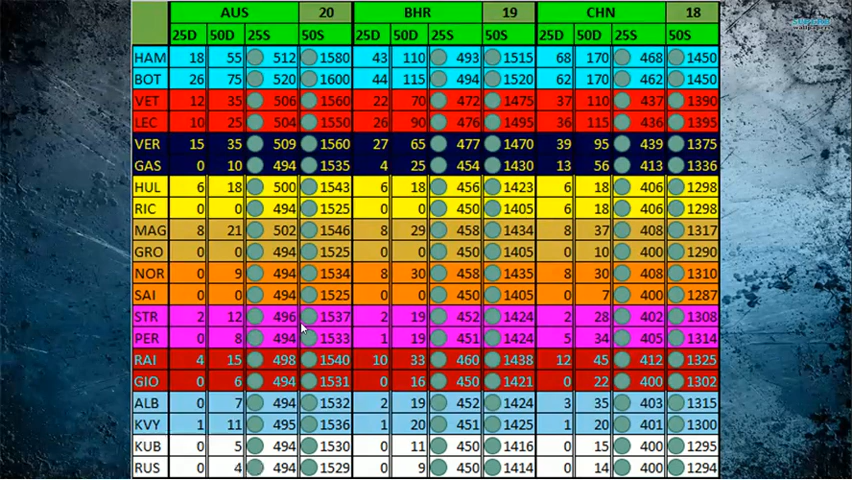 AUS 20 BHR 19 CHN 18
25D 50D 25S 50S 25D 50D 25S 50S 25D 50D 25S 50S
HAM 18 55 512 1580 43 110 493 1515 68 170 468 1450
BOT 26 75 520 1600 44 115 494 1520 62 170 462 1450
VET 12 35 506 1560 22 70 472 1475 37 110 437 1390
LEC 10 25 504 1550 26 90 476 1495 36 115 436 1395
VER 15 35 509 1560 27 65 477 1470 39 95 439 1375
GAS 0 10 494 1535 4 25 454 1430 13 56 413 1336
HUL 6 18 500 1543 6 18 456 1423 6 18 406 1298
RIC 0 0 494 1525 0 0 450 1405 6 18 406 1298
MAG 8 21 502 1546 8 29 458 1434 8 37 408 1317
GRO 0 0 494 1525 0 0 450 1405 0 10 400 1290
NOR 0 9 494 1534 8 30 458 1435 8 30 408 1310
SAI 0 0 494 1525 0 0 450 1405 0 7 400 1287
STR 2 12 496 1537 2 19 452 1424 2 28 402 1308
PER 0 8 494 1533 1 19 451 1424 5 34 405 1314
RAI 4 15 498 1540 10 33 460 1438 12 45 412 1325
GIO 0 6 494 1531 0 16 450 1421 0 22 400 1302
ALB 0 7 494 1532 2 19 452 1424 3 35 403 1315
KVY 1 11 495 1536 1 20 451 1424 1 20 401 1300
KUB 0 5 494 1530 0 11 450 1416 0 15 400 1295
RUS 0 4 494 1529 0 9 450 1414 0 14 400 1294